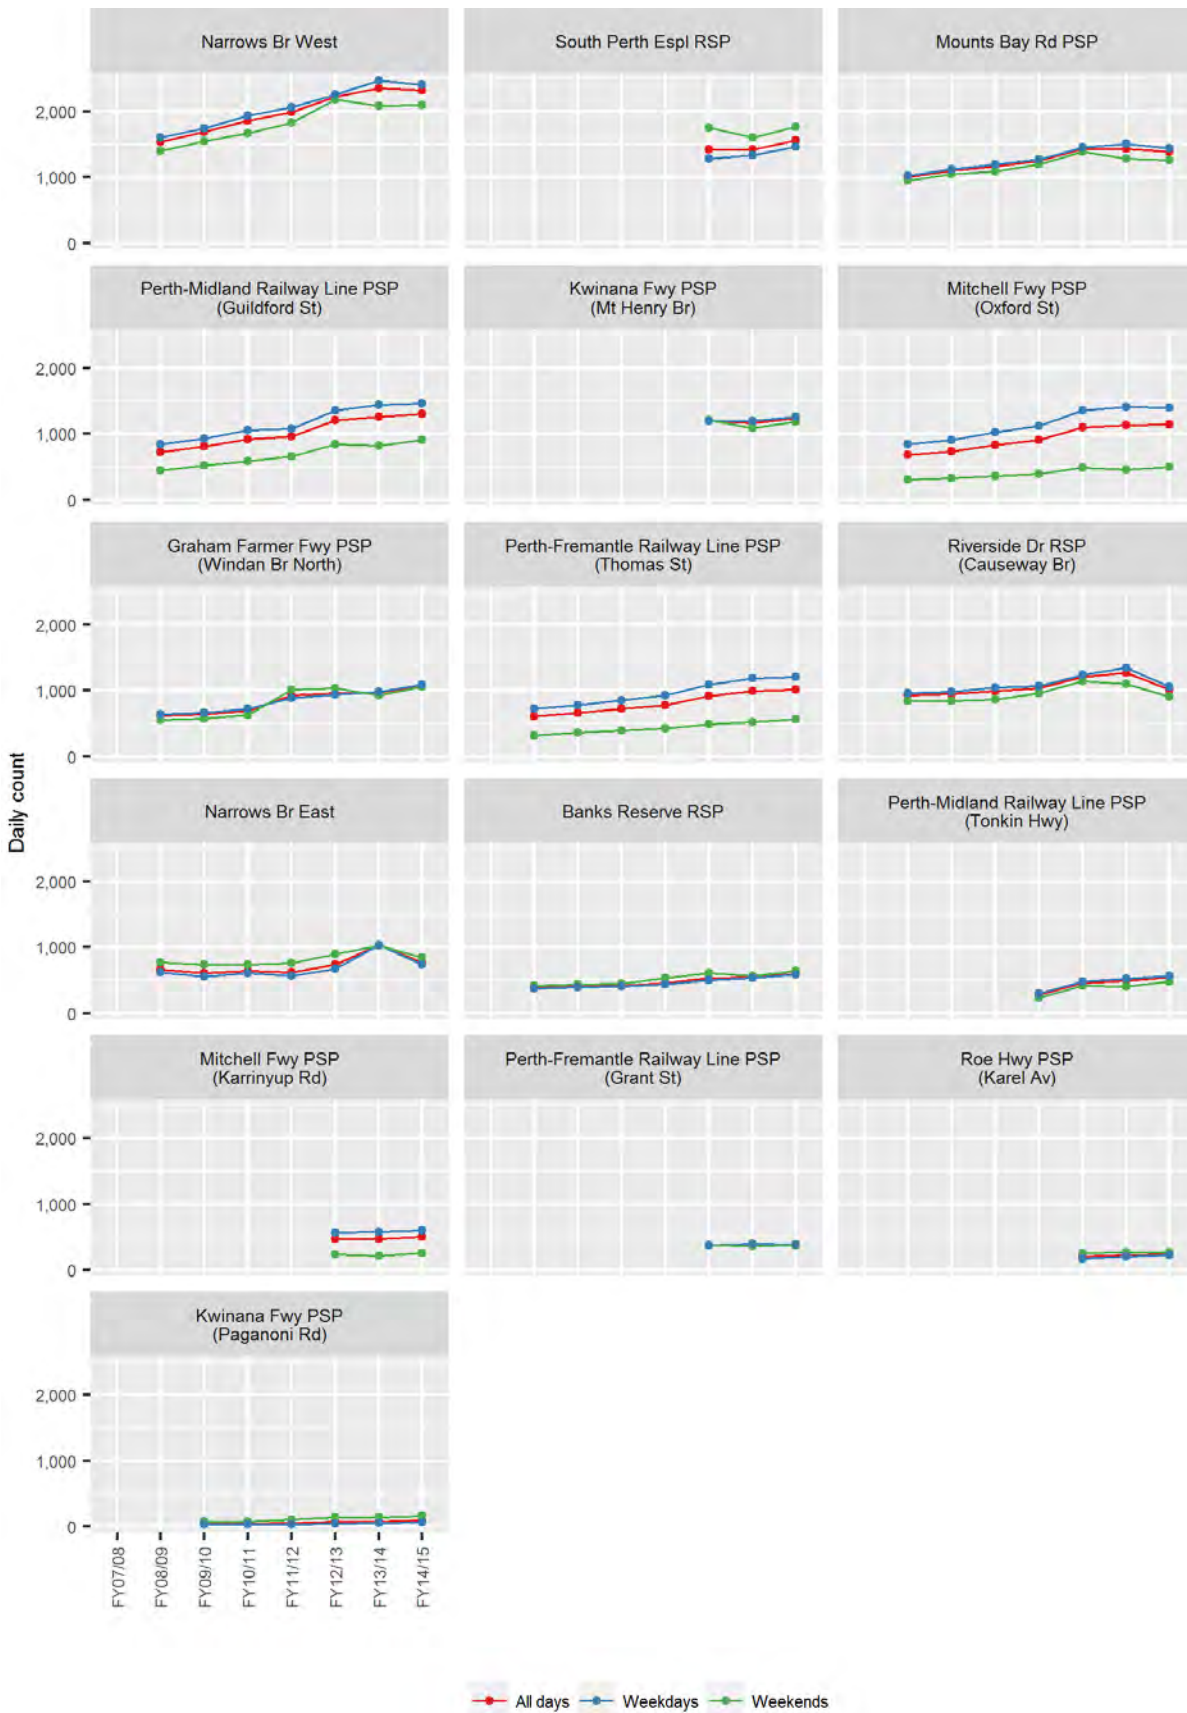 Narrows Br West
South Perth Espl RSP
Mounts Bay Rd PSP
2,000
1,000
0
Perth-Midland Railway Line PSP
(Guildford St)
Kwinana Fwy PSP
(Mt Henry Br)
Mitchell Fwy PSP
(Oxford St)
2,000
1,000
0
Graham Farmer Fwy PSP
(Windan Br North)
Perth-Fremantle Railway Line PSP
(Thomas St)
Riverside Dr RSP
(Causeway Br)
2,000
1,000
0
Daily count
Narrows Br East
Banks Reserve RSP
Perth-Midland Railway Line PSP
(Tonkin Hwy)
2,000
1,000
0
Mitchell Fwy PSP
(Karrinyup Rd)
Perth-Fremantle Railway Line PSP
(Grant St)
Roe Hwy PSP
(Karel Av)
2,000
1,000
0
Kwinana Fwy PSP
(Paganoni Rd)
2,000
1,000
0
FY07/08
FY08/09
FY09/10
FY10/11
FY11/12
FY12/13
FY13/14
FY14/15
All days
Weekdays
Weekends